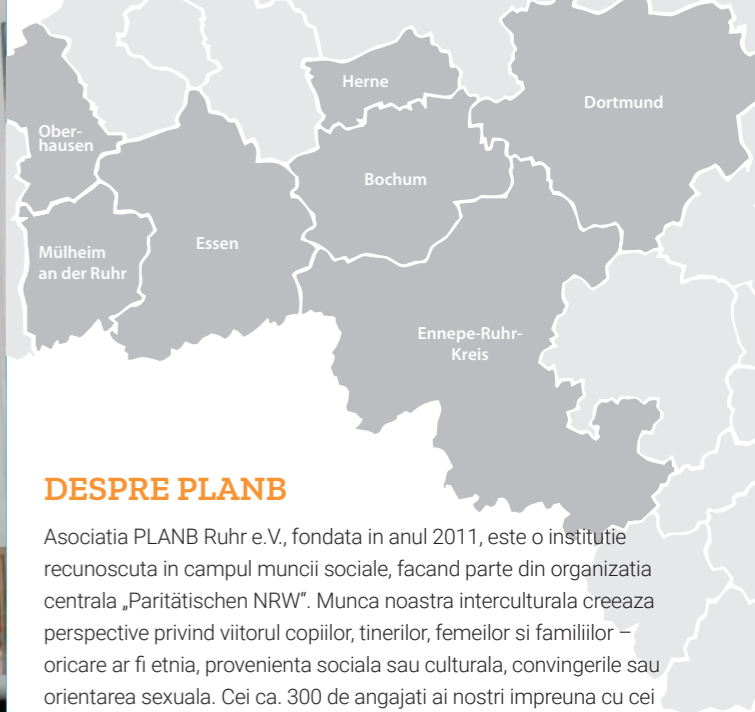 Herne
Dortmund
Ober-
hausen
Bochum
Essen
Mülheim
an der Ruhr
Ennepe-Ruhr-
Kreis
DESPRE PLANB
Asociatia PLANB Ruhr e.V., fondata in anul 2011, este o institutie
recunoscuta in campul muncii sociale, facand parte din organizatia
centrala „Paritätischen NRW“. Munca noastra interculturala creeaza
perspective privind viitorul copiilor, tinerilor, femeilor si familiilor –
oricare ar fi etnia, provenienta sociala sau culturala, convingerile sau
orientarea sexuala. Cei ca. 300 de angajati ai nostri impreuna cu cei